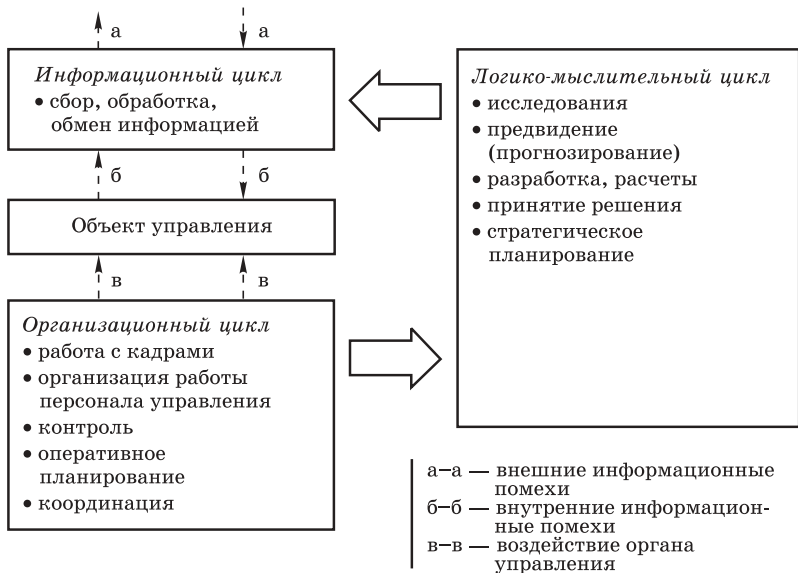 а
а
Информационный цикл
• сбор, обработка,
обмен информацией
б
б
Объект управления
в
в
Организационный цикл
• работа с кадрами
• организация работы
персонала управления
• контроль
• оперативное
планирование
• координация
Логико-мыслительный цикл
• исследования
• предвидение
(прогнозирование)
• разработка, расчеты
• принятие решения
• стратегическое
планирование
а–а — внешние информационные
помехи
б–б — внутренние информацион-
ные помехи
в–в — воздействие органа
управления